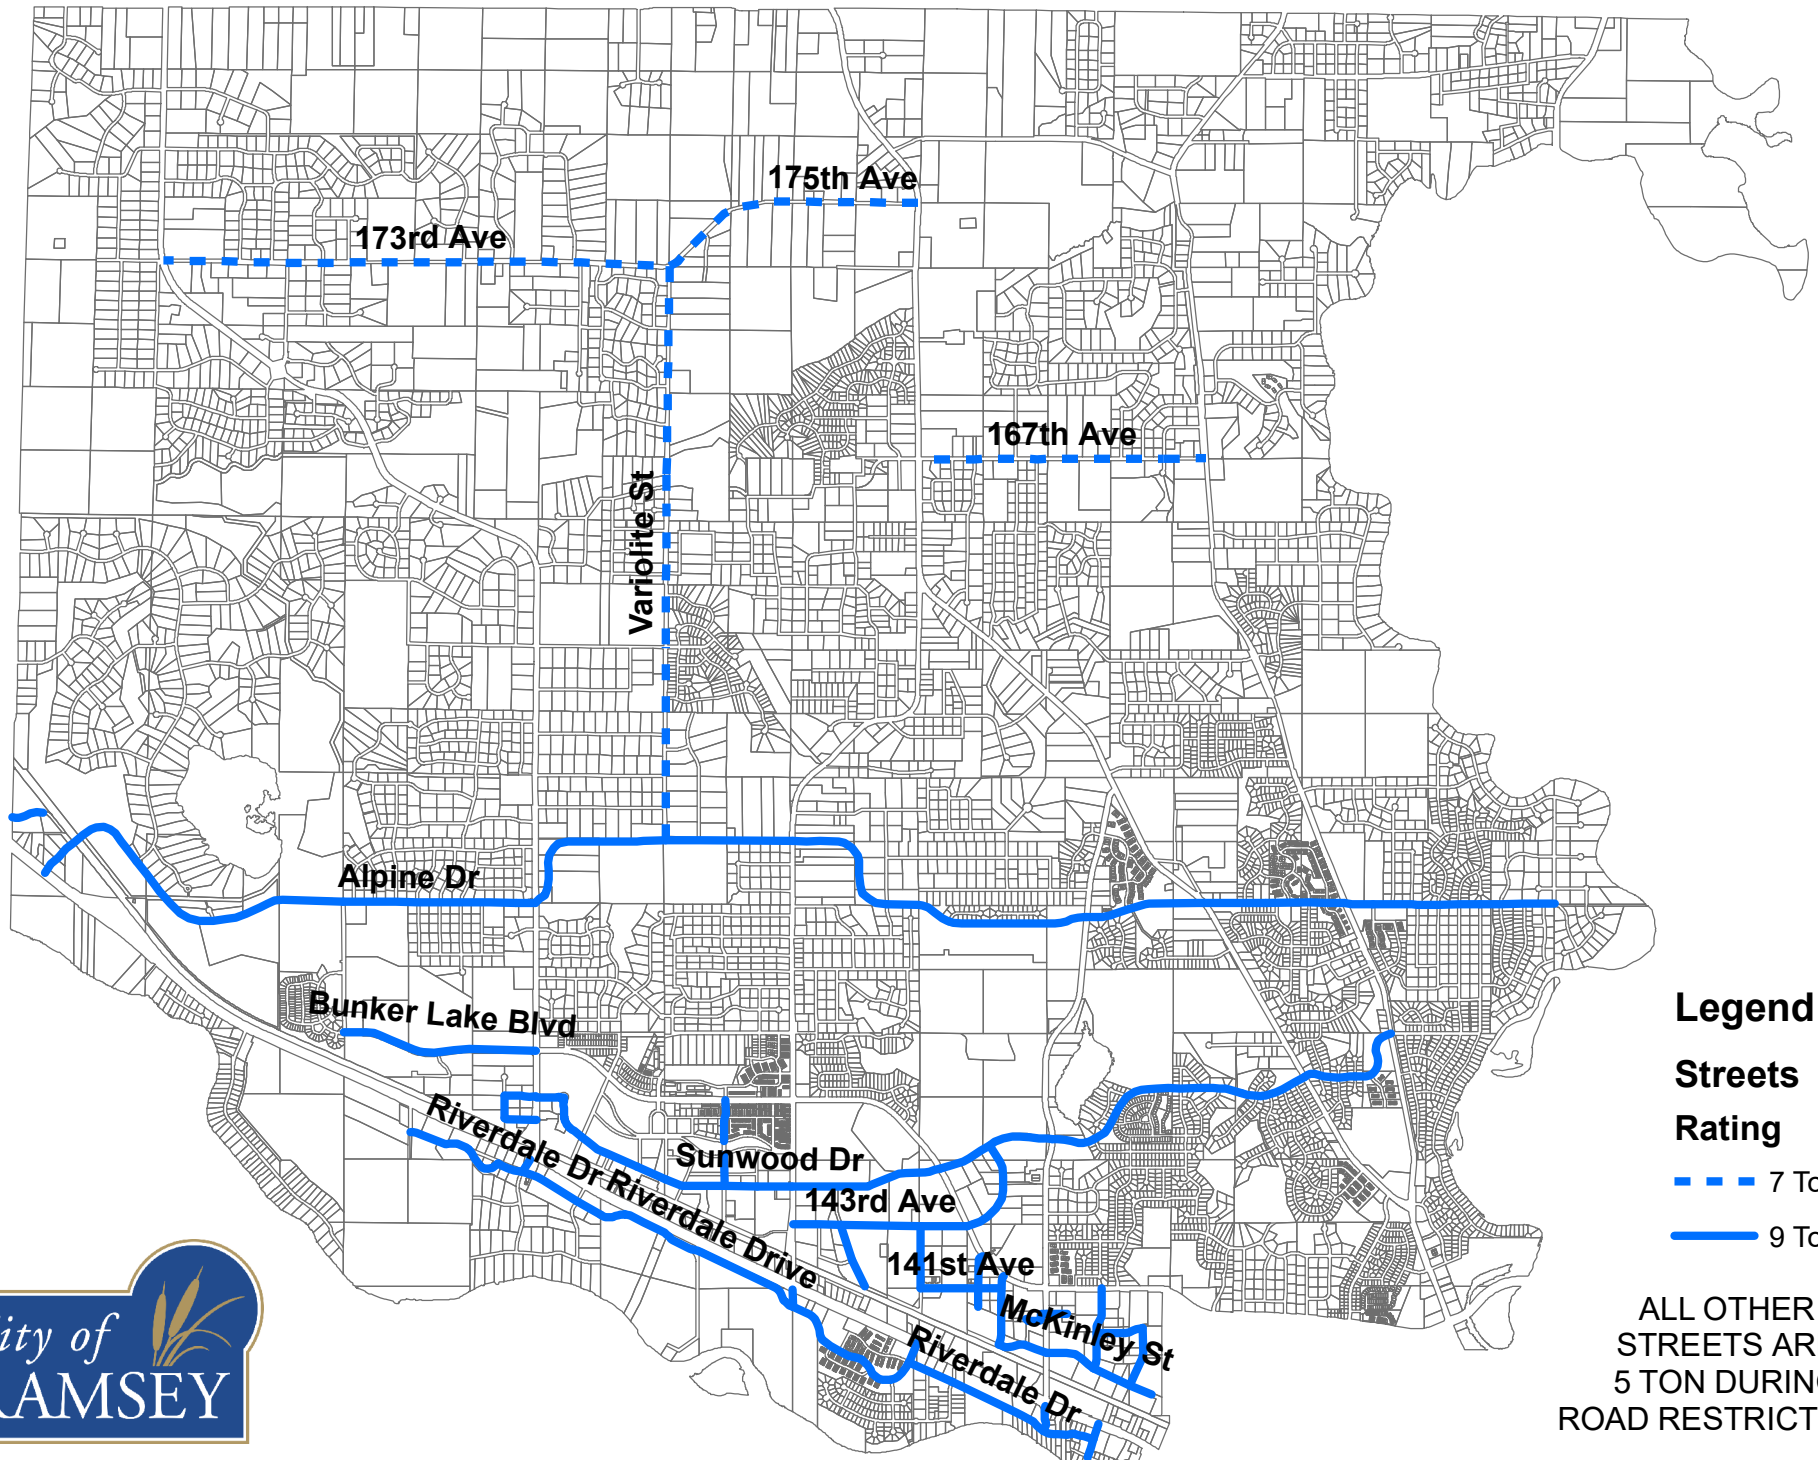 175th Ave
173rd Ave
167th Ave
Variolite St
Alpine Dr
Bunker Lake Blvd
Riverdale Dr
Riverdale Drive
Sunwood Dr
143rd Ave
141st Ave
McKinley St
Riverdale Dr
Legend
Streets
Rating
7 To
9 To
ALL OTHER
STREETS AR
5 TON DURING
ROAD RESTRICT
ity of
RAMSEY